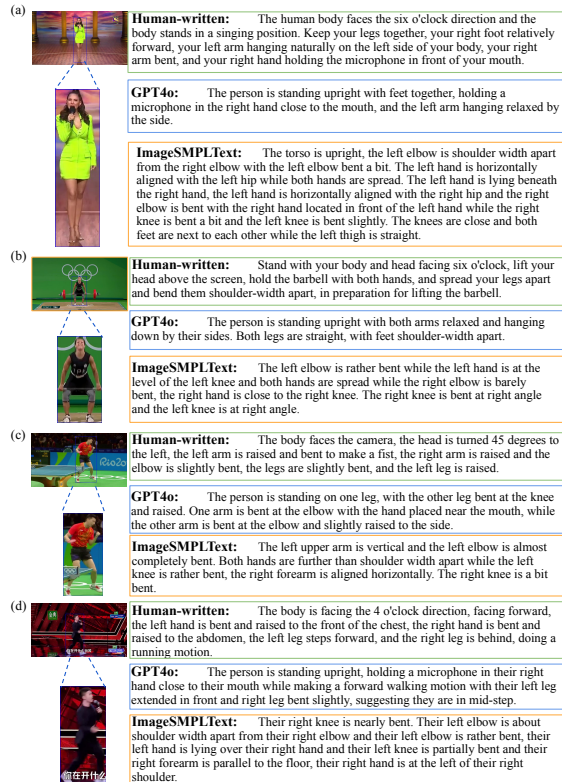 (a)
Human-written: The human body faces the six o'clock direction and the
body stands in a singing position. Keep your legs together, your right foot relatively
forward, your left arm hanging naturally on the left side of your body, your right
arm bent, and your right hand holding the microphone in front of your mouth.
GPT4o: The person is standing upright with feet together, holding a
microphone in the right hand close to the mouth, and the left arm hanging relaxed by
the side.
ImageSMPLText: The torso is upright, the left elbow is shoulder width apart
from the right elbow with the left elbow bent a bit. The left hand is horizontally
aligned with the left hip while both hands are spread. The left hand is lying beneath
the right hand, the left hand is horizontally aligned with the right hip and the right
elbow is bent with the right hand located in front of the left hand while the right
knee is bent a bit and the left knee is bent slightly. The knees are close and both
feet are next to each other while the left thigh is straight.
(b)
Human-written: Stand with your body and head facing six o'clock, lift your
head above the screen, hold the barbell with both hands, and spread your legs apart
and bend them shoulder-width apart, in preparation for lifting the barbell.
GPT4o: The person is standing upright with both arms relaxed and hanging
down by their sides. Both legs are straight, with feet shoulder-width apart.
ImageSMPLText: The left elbow is rather bent while the left hand is at the
level of the left knee and both hands are spread while the right elbow is barely
bent, the right hand is close to the right knee. The right knee is bent at right angle
and the left knee is at right angle.
(c)
Rio20
Human-written: The body faces the camera, the head is turned 45 degrees to
the left, the left arm is raised and bent to make a fist, the right arm is raised and the
elbow is slightly bent, the legs are slightly bent, and the left leg is raised.
GPT4o: The person is standing on one leg, with the other leg bent at the knee
and raised. One arm is bent at the elbow with the hand placed near the mouth, while
the other arm is bent at the elbow and slightly raised to the side.
ImageSMPLText: The left upper arm is vertical and the left elbow is almost
completely bent. Both hands are further than shoulder width apart while the left
knee is rather bent, the right forearm is aligned horizontally. The right knee is a bit
bent.
(d)
Human-written: The body is facing the 4 o'clock direction, facing forward,
the left hand is bent and raised to the front of the chest, the right hand is bent and
raised to the abdomen, the left leg steps forward, and the right leg is behind, doing a
running motion.
GPT4o: The person is standing upright, holding a microphone in their right
hand close to their mouth while making a forward walking motion with their left leg
extended in front and right leg bent slightly, suggesting they are in mid-step.
ImageSMPLText: Their right knee is nearly bent. Their left elbow is about
shoulder width apart from their right elbow and their left elbow is rather bent, their
left hand is lying over their right hand and their left knee is partially bent and their
right forearm is parallel to the floor, their right hand is at the left of their right
shoulder.
你在开什么